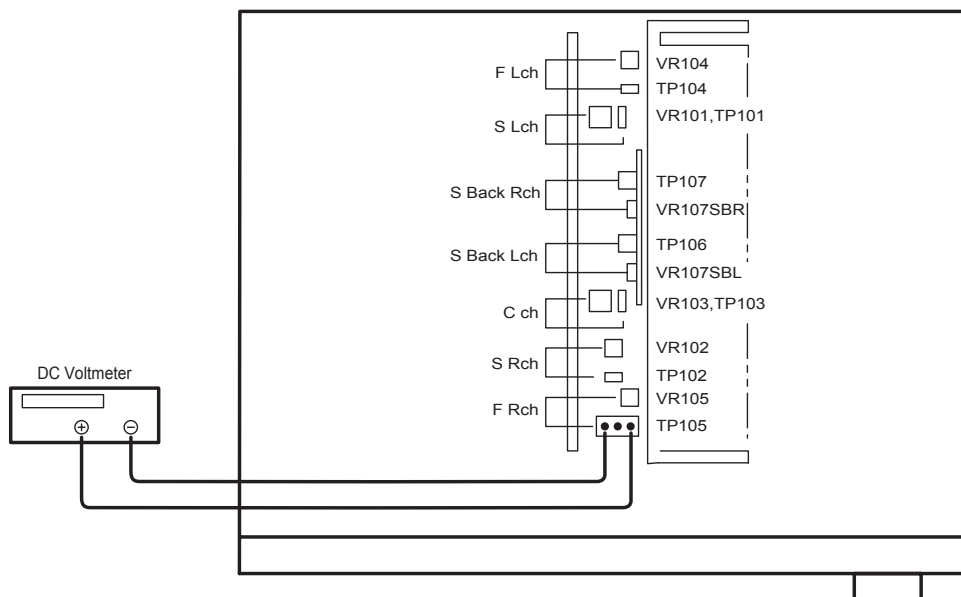 F Lch
VR104
TP104
S Lch
VR101,TP101
S Back Rch
TP107
VR107SBR
S Back Lch
TP106
VR107SBL
C ch
VR103,TP103
S Rch
VR102
TP102
F Rch
VR105
TP105
DC Voltmeter
+
−